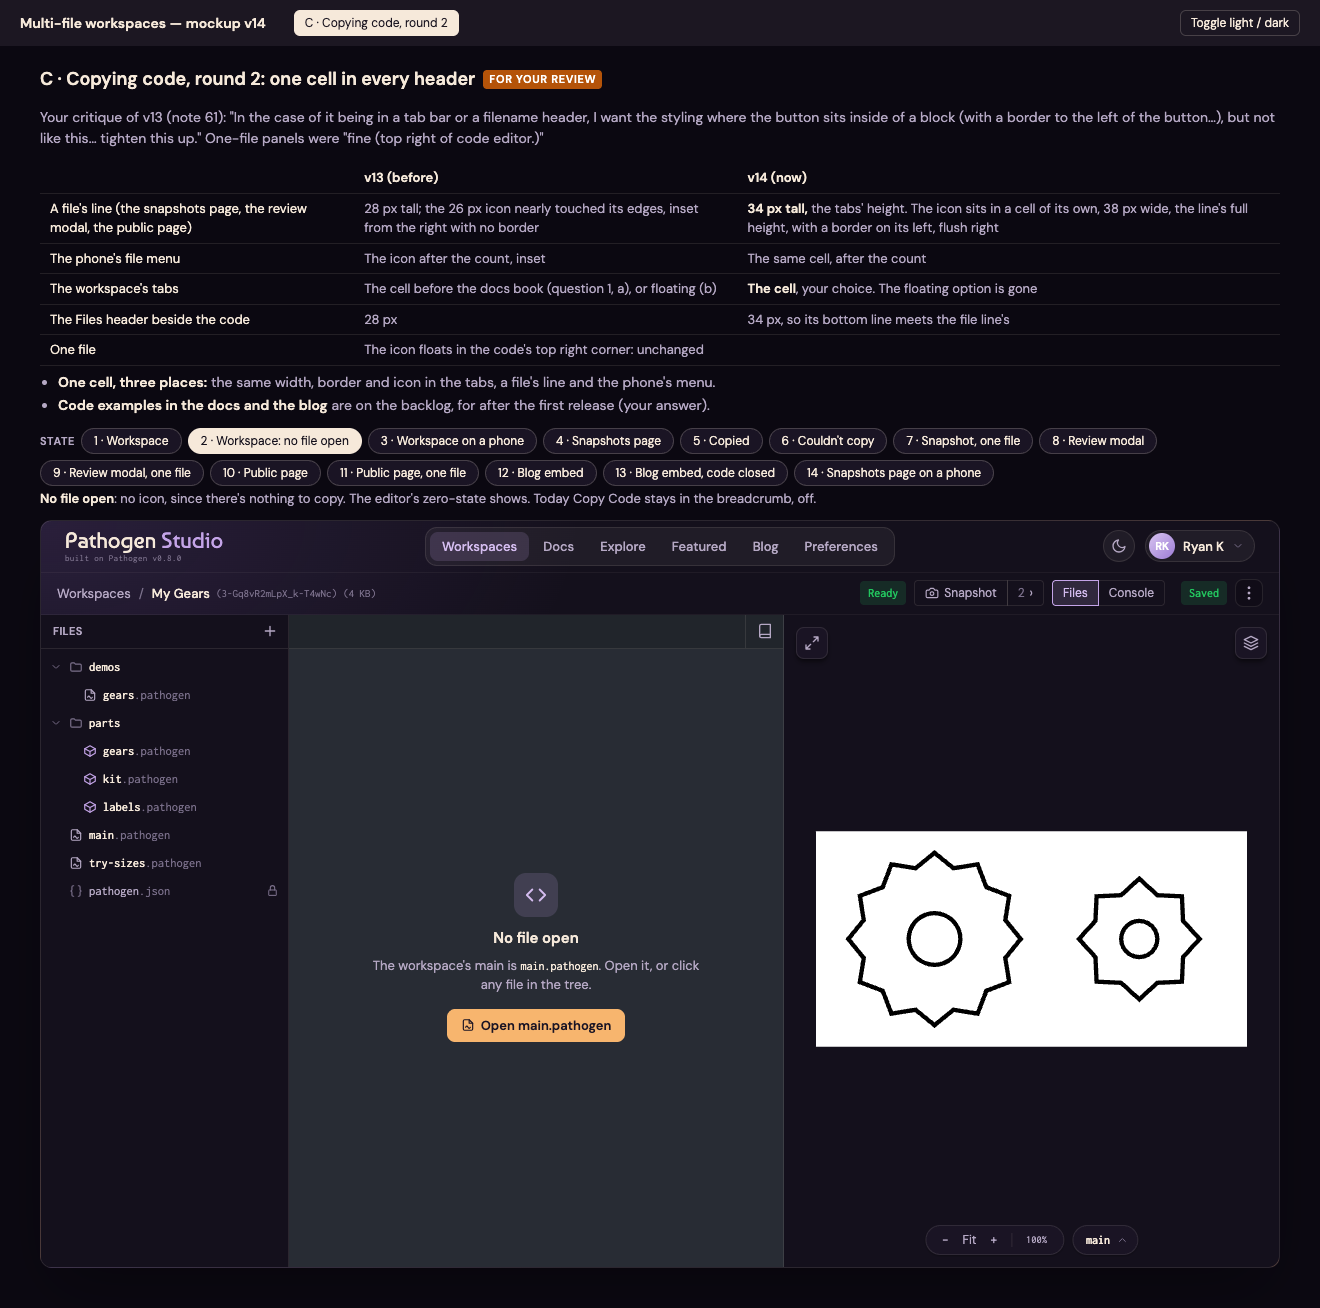 Multi-file workspaces — mockup v14
C · Copying code, round 2
Toggle light / dark
C · Copying code, round 2: one cell in every header
FOR YOUR REVIEW
Your critique of v13 (note 61): "In the case of it being in a tab bar or a filename header, I want the styling where the button sits inside of a block (with a border to the left of the button...), but not
like this... tighten this up." One-file panels were "fine (top right of code editor.)"
v13 (before)
v14 (now)
A file's line (the snapshots page, the review
modal, the public page)
28 px tall; the 26 px icon nearly touched its edges, inset
from the right with no border
34 px tall, the tabs' height. The icon sits in a cell of its own, 38 px wide, the line's full
height, with a border on its left, flush right
The phone's file menu
The icon after the count, inset
The same cell, after the count
The workspace's tabs
The cell before the docs book (question 1, a), or floating (b)
The cell, your choice. The floating option is gone
The Files header beside the code
28 px
34 px, so its bottom line meets the file line's
One file
The icon floats in the code's top right corner: unchanged
• One cell, three places: the same width, border and icon in the tabs, a file's line and the phone's menu.
• Code examples in the docs and the blog are on the backlog, for after the first release (your answer).
STATE
1 · Workspace
2 · Workspace: no file open
3 · Workspace on a phone
4 · Snapshots page
5 · Copied
6 · Couldn't copy
7 · Snapshot, one file
8 · Review modal
9 · Review modal, one file
10 · Public page
11 · Public page, one file
12 · Blog embed
13 · Blog embed, code closed
14 · Snapshots page on a phone
No file open: no icon, since there's nothing to copy. The editor's zero-state shows. Today Copy Code stays in the breadcrumb, off.
Pathogen Studio
built on Pathogen v0.8.0
Workspaces
Docs
Explore
Featured
Blog
Preferences
RK
Ryan K
Workspaces / My Gears (3-Gq8vR2mLpX_k-T4wNc) (4 KB)
Ready
Snapshot
2 ›
Files
Console
Saved
FILES
demos
gears.pathogen
parts
gears.pathogen
kit.pathogen
labels.pathogen
main.pathogen
try-sizes.pathogen
pathogen.json
No file open
The workspace's main is main.pathogen. Open it, or click
any file in the tree.
Open main.pathogen
− Fit + 100%
main